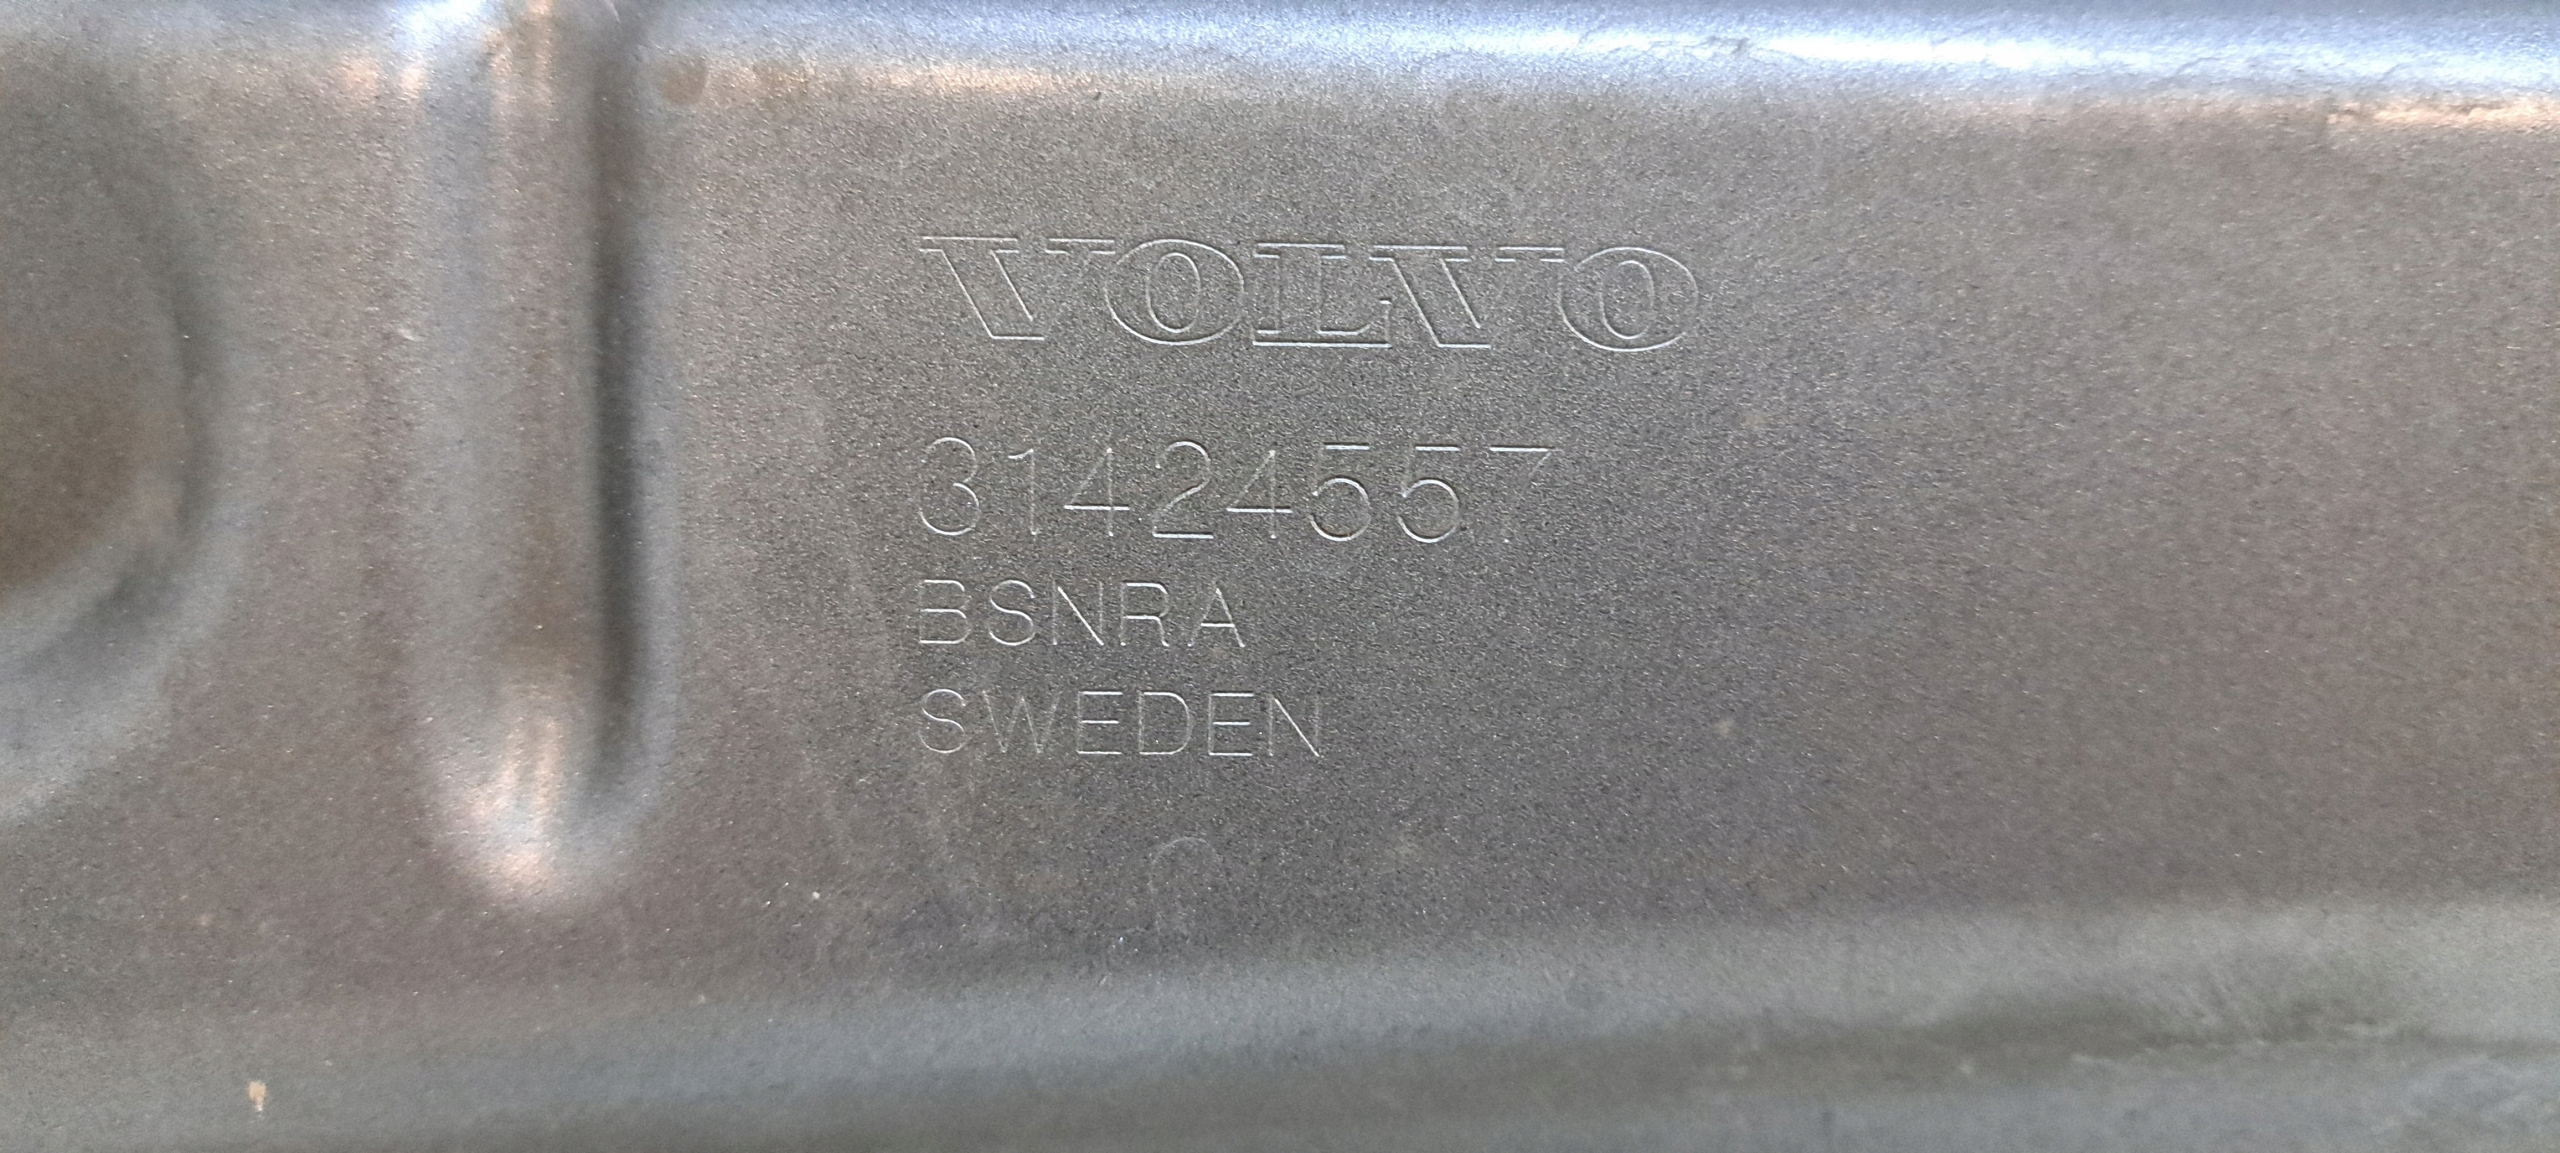 VOLVO
31424557
BSNRA
SWEDEN